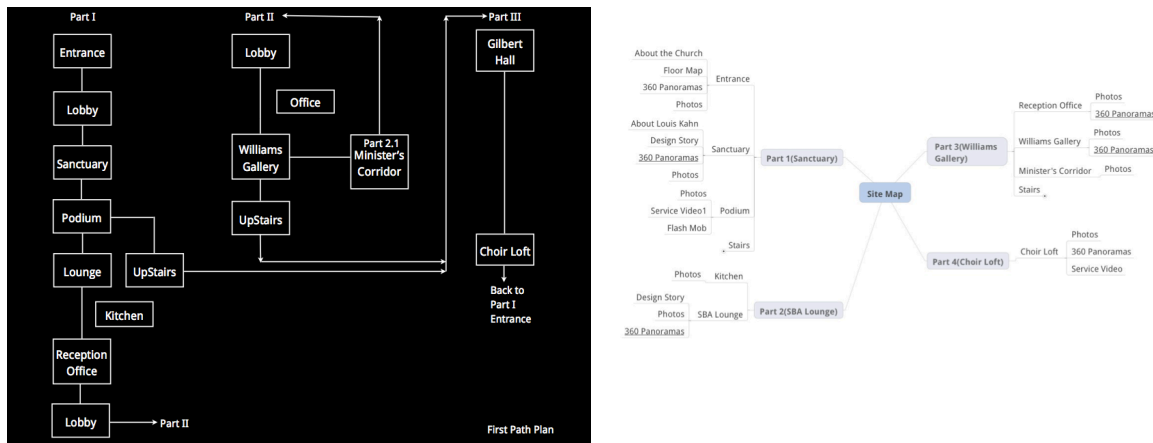 Part I
Entrance
Lobby
Sanctuary
Podium
Lounge
UpStairs
Kitchen
Reception
Office
Lobby
Part II
Part II
Lobby
Office
Williams
Gallery
Part 2.1
Minister's
Corridor
UpStairs
Part III
Gilbert
Hall
Choir Loft
Back to
Part I
Entrance
First Path Plan
About the Church
Floor Map
360 Panoramas
Photos
Entrance
About Louis Kahn
Design Story
360 Panoramas
Photos
Sanctuary
Photos
Service Video1
Flash Mob
Podium
Stairs
Part 1(Sanctuary)
Photos
Kitchen
Design Story
Photos
360 Panoramas
SBA Lounge
Part 2(SBA Lounge)
Site Map
Part 3(Williams
Gallery)
Reception Office
Photos
360 Panoramas
Williams Gallery
Photos
360 Panoramas
Minister's Corridor
Photos
Stairs
Part 4(Choir Loft)
Choir Loft
Photos
360 Panoramas
Service Video